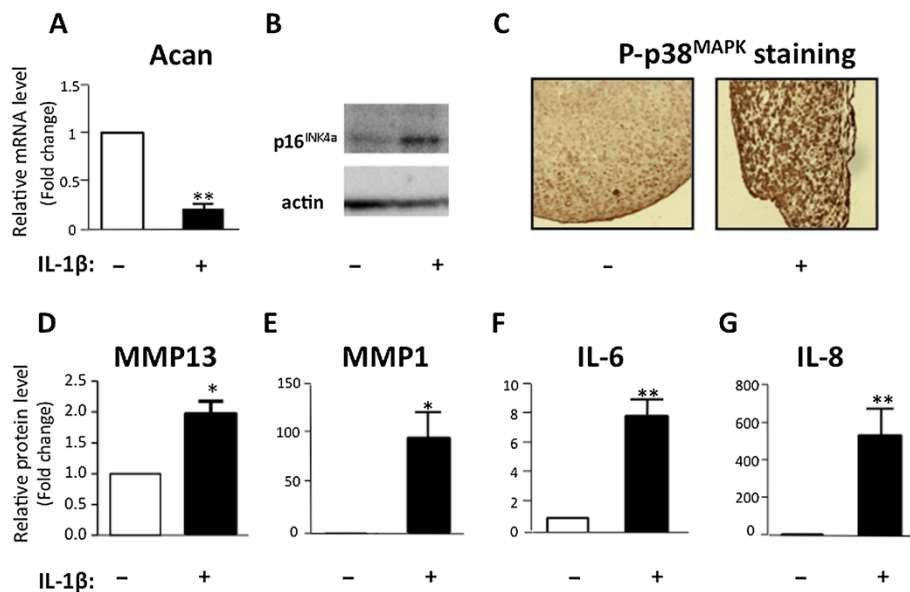 A
Acan
Relative mRNA level
(Fold change)
1
0.5
0
**
IL-1β: − +
B
p16INK4a
actin
− +
C
P-p38MAPK staining
− +
D
MMP13
Relative protein level
(Fold change)
2.5
2.0
1.5
1.0
0.5
0.0
*
IL-1β: − +
E
MMP1
150
100
50
0
*
− +
F
IL-6
10
8
6
4
2
0
**
− +
G
IL-8
800
600
400
200
0
**
− +